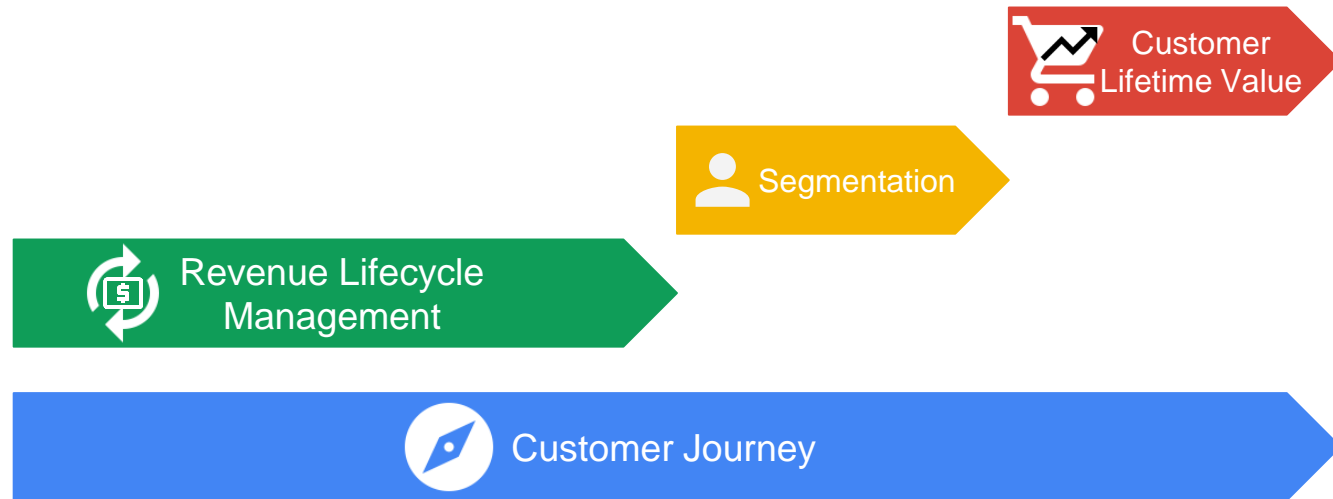 Customer
Lifetime Value
Segmentation
Revenue Lifecycle
Management
$
Customer Journey